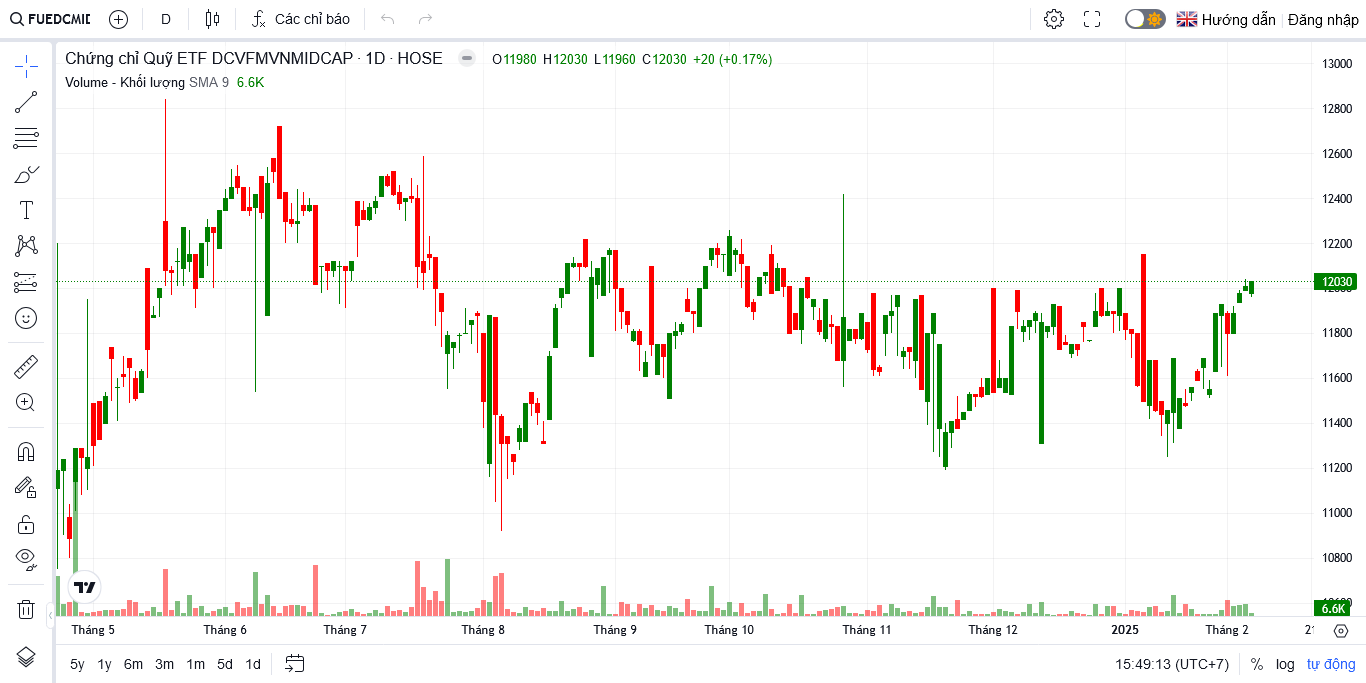 FUEDCMID
D
Các chỉ báo
Hướng dẫn
Đăng nhập
Chứng chỉ Quỹ ETF DCVFMVNMIDCAP · 1D · HOSE
O11980 H12030 L11960 C12030 +20 (+0.17%)
Volume - Khối lượng SMA 9 6.6K
13000
12800
12600
12400
12200
12030
12000
11800
11600
11400
11200
11000
10800
6.6K
Tháng 5 Tháng 6 Tháng 7 Tháng 8 Tháng 9 Tháng 10 Tháng 11 Tháng 12 2025 Tháng 2
5y 1y 6m 3m 1m 5d 1d
15:49:13 (UTC+7) % log tự động